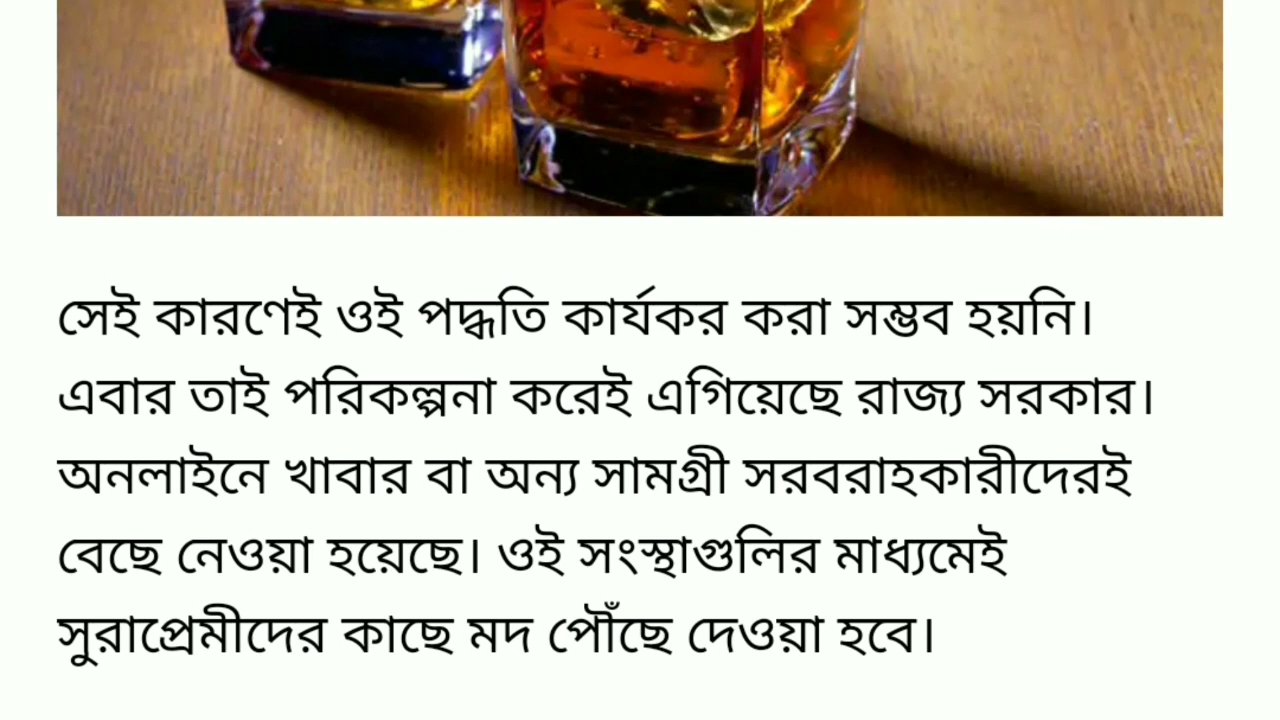 সেই কারণেই ওই পদ্ধতি কার্যকর করা সম্ভব হয়নি।
এবার তাই পরিকল্পনা করেই এগিয়েছে রাজ্য সরকার।
অনলাইনে খাবার বা অন্য সামগ্রী সরবরাহকারীদেরই
বেছে নেওয়া হয়েছে। ওই সংস্থাগুলির মাধ্যমেই
সুরাপ্রেমীদের কাছে মদ পৌঁছে দেওয়া হবে।